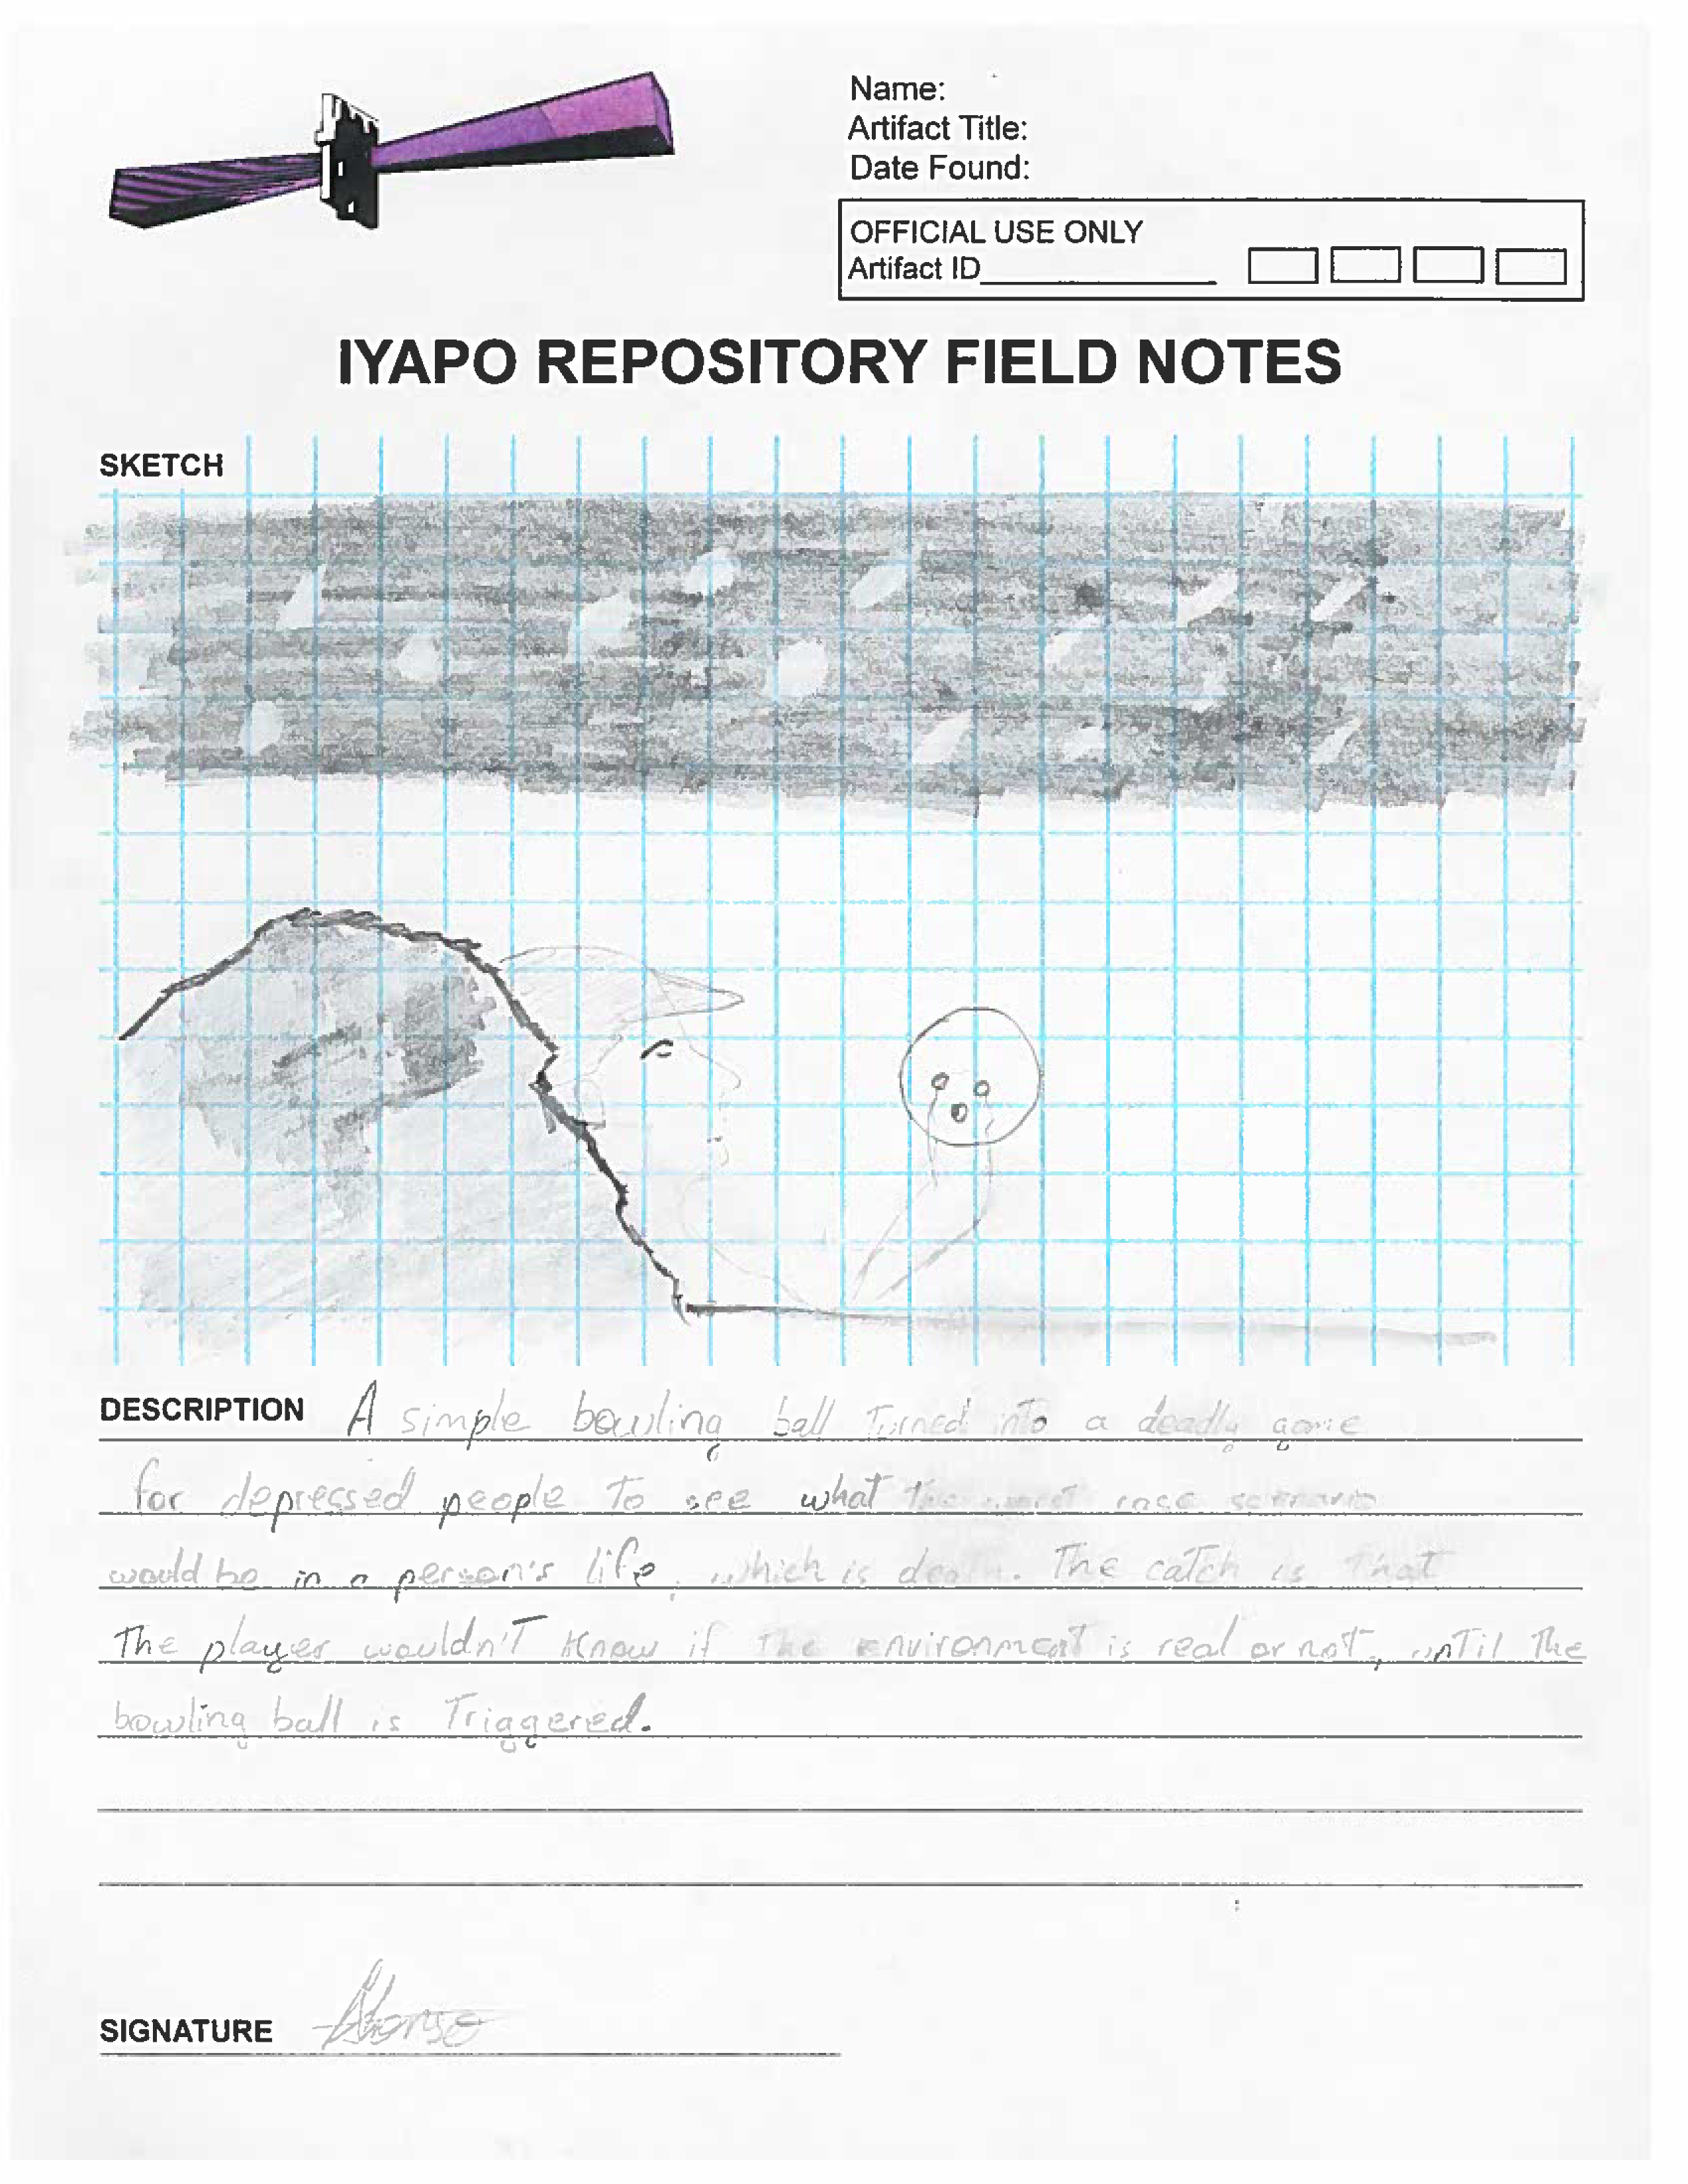 Name:
Artifact Title:
Date Found:
OFFICIAL USE ONLY
Artifact ID
IYAPO REPOSITORY FIELD NOTES
SKETCH
DESCRIPTION A simple bowling ball Turned into a deadly game
for depressed people To see what The worst case scenario
would be in a person's life, which is death. The catch is that
The player wouldn't know if The environment is real or not, unTil The
bowling ball is Triggered.
SIGNATURE Alonso